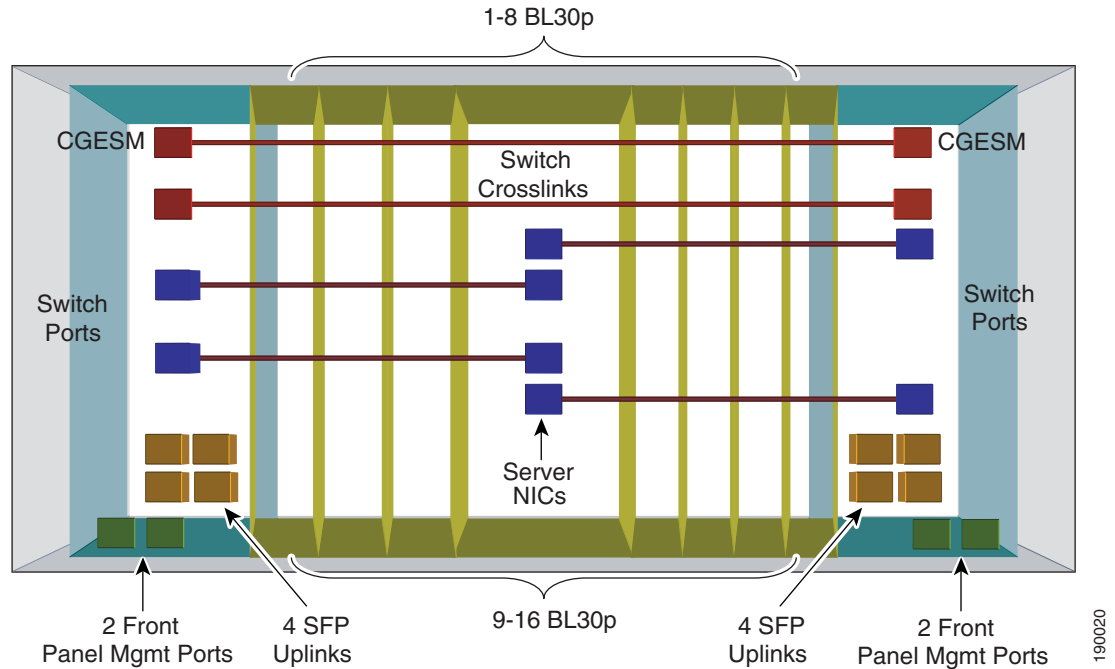 1-8 BL30p
CGESM
CGESM
Switch
Crosslinks
Switch
Ports
Switch
Ports
Server
NICs
2 Front
Panel Mgmt Ports
4 SFP
Uplinks
9-16 BL30p
4 SFP
Uplinks
2 Front
Panel Mgmt Ports
190020